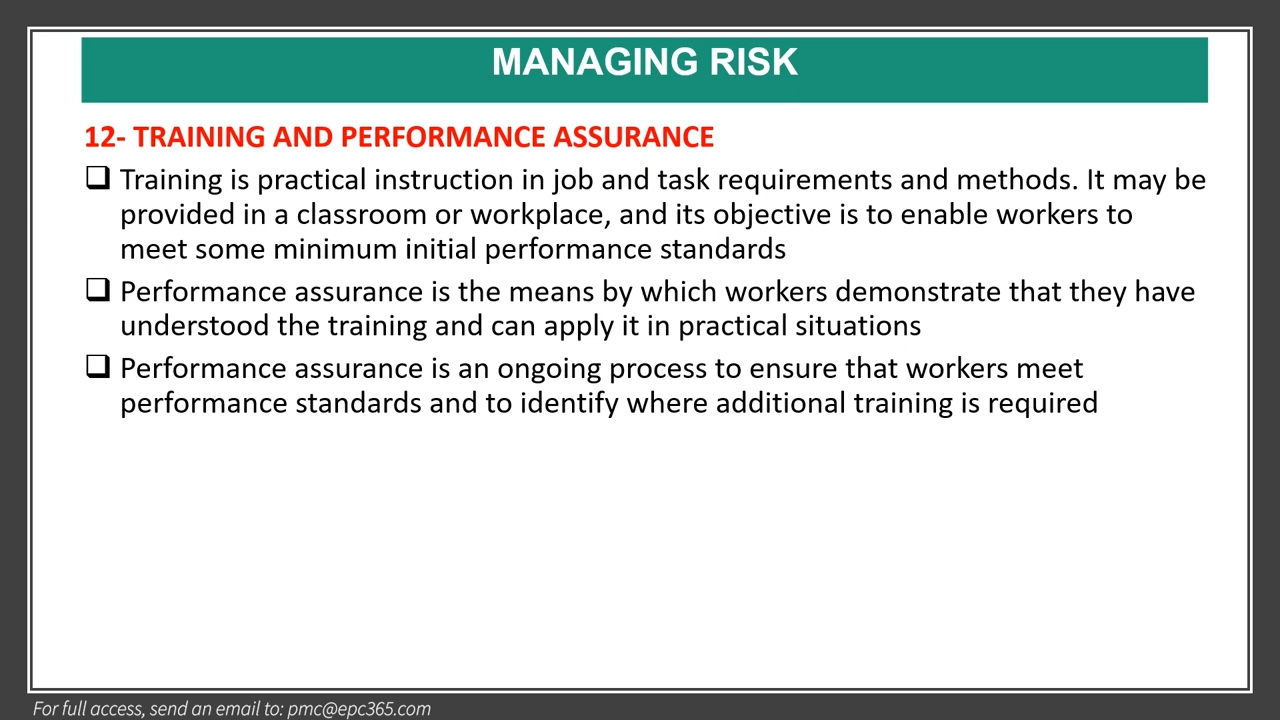 MANAGING RISK
12- TRAINING AND PERFORMANCE ASSURANCE
Training is practical instruction in job and task requirements and methods. It may be
provided in a classroom or workplace, and its objective is to enable workers to
meet some minimum initial performance standards
Performance assurance is the means by which workers demonstrate that they have
understood the training and can apply it in practical situations
Performance assurance is an ongoing process to ensure that workers meet
performance standards and to identify where additional training is required
For full access, send an email to: pmc@epc365.com